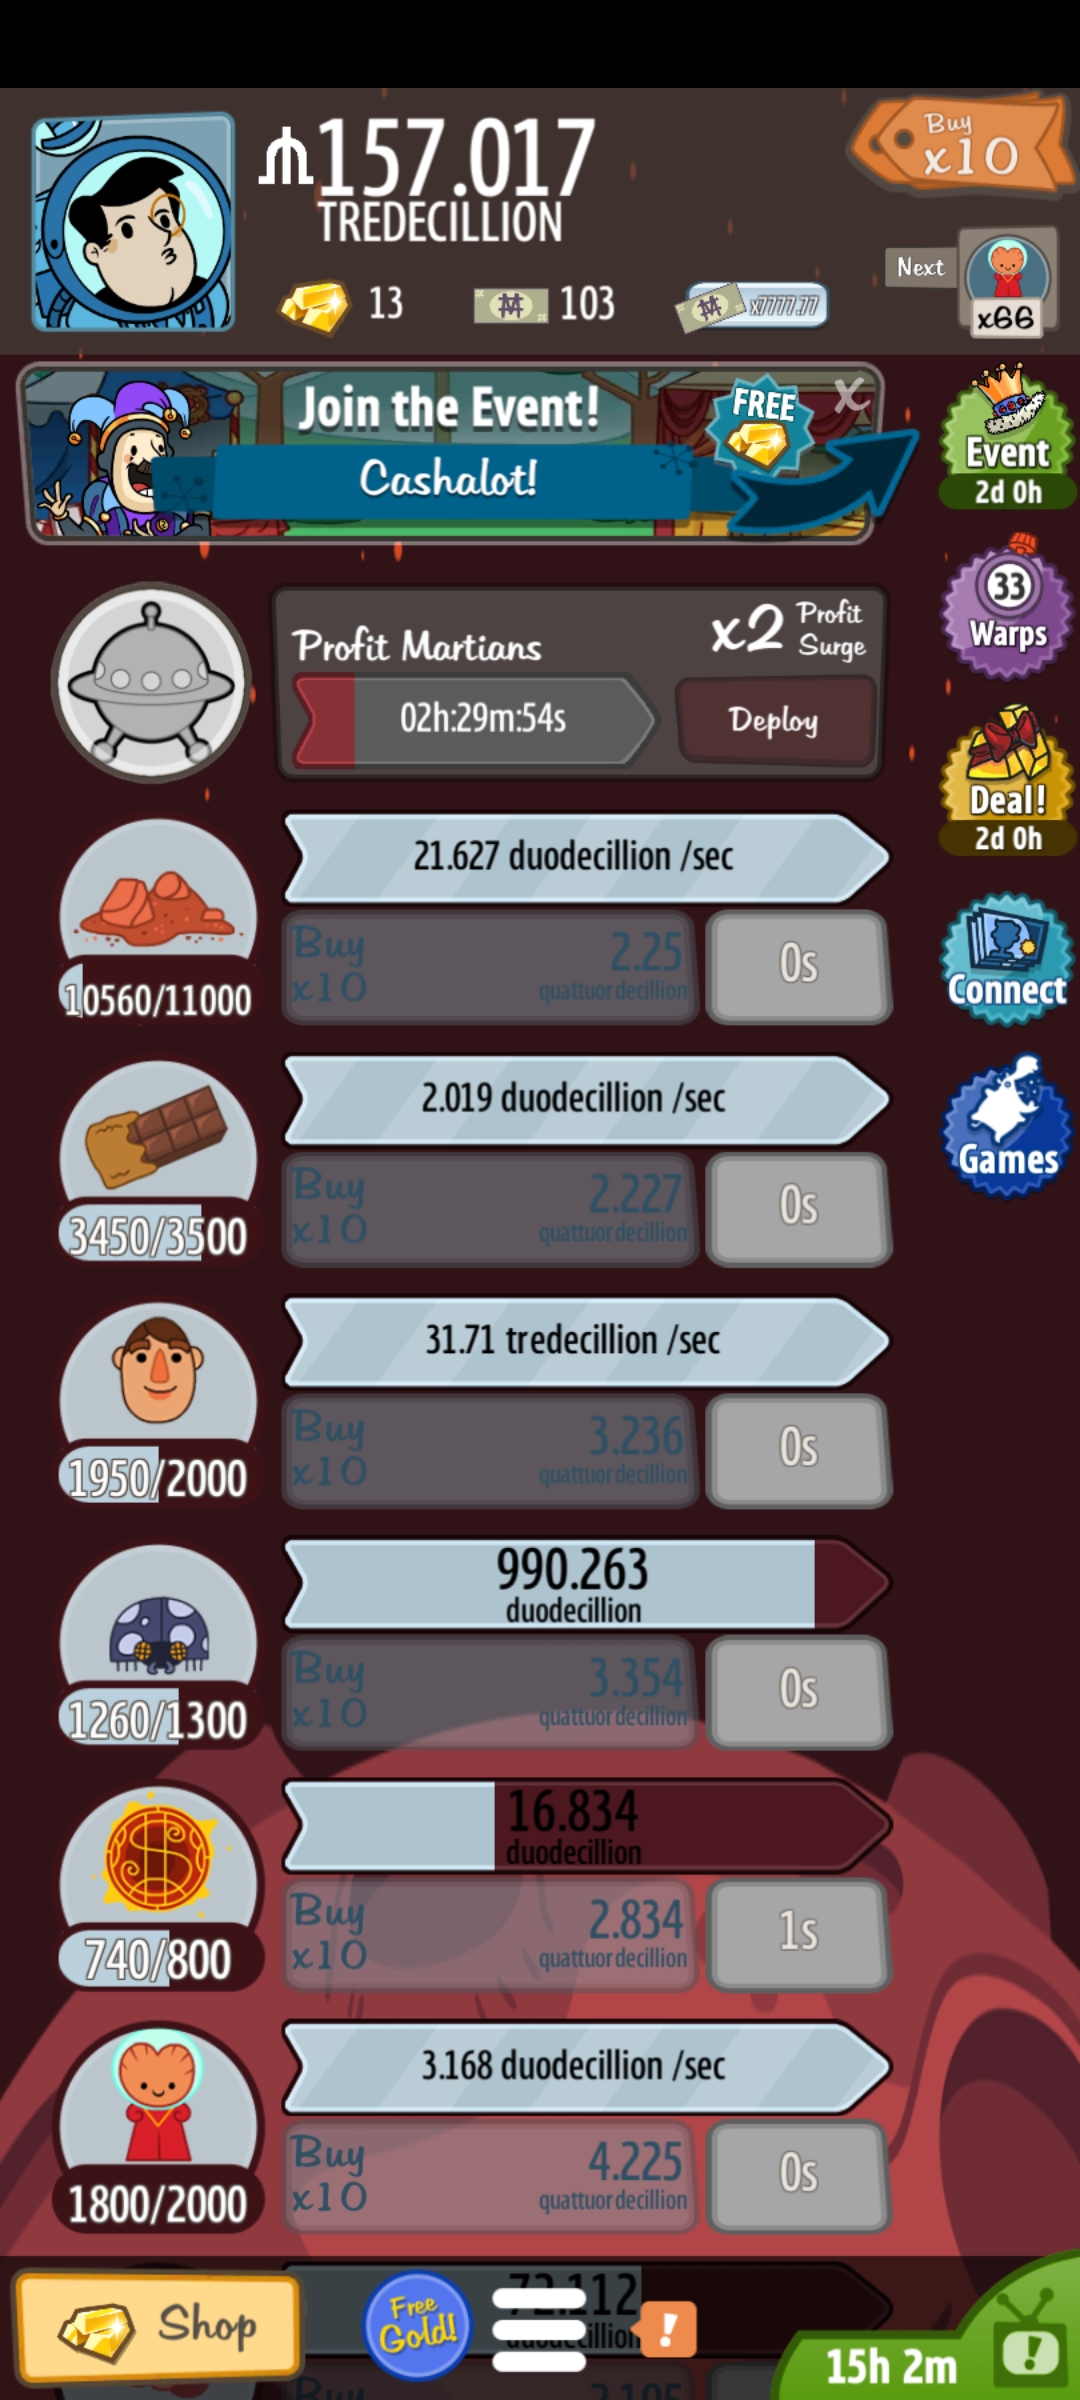 157.017
TREDECILLION
Buy
x10
13
103
x7777.77
Next
x66
Join the Event!
Cashalot!
FREE
X
Event
2d 0h
33
Warps
Profit Martians
x2 Profit Surge
02h:29m:54s
Deploy
Deal!
2d 0h
21.627 duodecillion /sec
Buy x10
2.25
quattuordecillion
0s
10560/11000
Connect
2.019 duodecillion /sec
Buy x10
2.227
quattuordecillion
0s
3450/3500
Games
31.71 tredecillion /sec
Buy x10
3.236
quattuordecillion
0s
1950/2000
990.263
duodecillion
Buy x10
3.354
quattuordecillion
0s
1260/1300
16.834
duodecillion
Buy x10
2.834
quattuordecillion
1s
740/800
3.168 duodecillion /sec
Buy x10
4.225
quattuordecillion
0s
1800/2000
72.112
Shop
Free Gold!
!
15h 2m
!